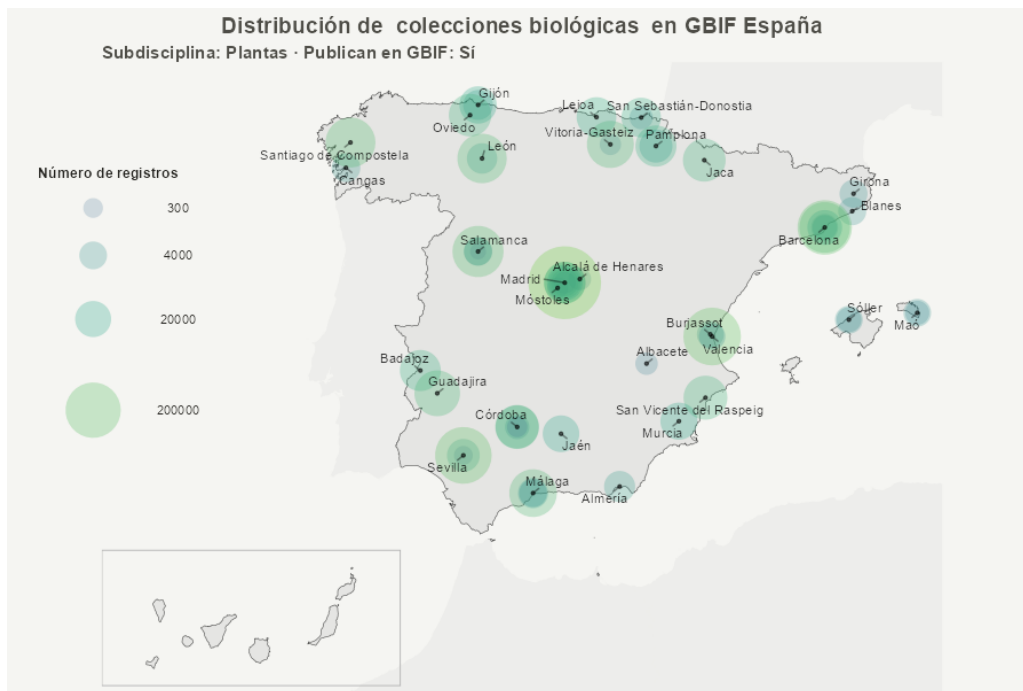 Distribución de colecciones biológicas en GBIF España
Subdisciplina: Plantas · Publican en GBIF: Sí
Gijón
Oviedo
Lejoa
San Sebastián-Donostia
Vitoria-Gasteiz
Pamplona
León
Jaca
Santiago de Compostela
Cangas
Número de registros
300
4000
20000
200000
Girona
Blanes
Barcelona
Salamanca
Madrid
Alcalá de Henares
Móstoles
Sóller
Maó
Burjassot
Valencia
Albacete
Badajoz
Guadajira
San Vicente del Raspeig
Murcia
Córdoba
Jaén
Sevilla
Málaga
Almería